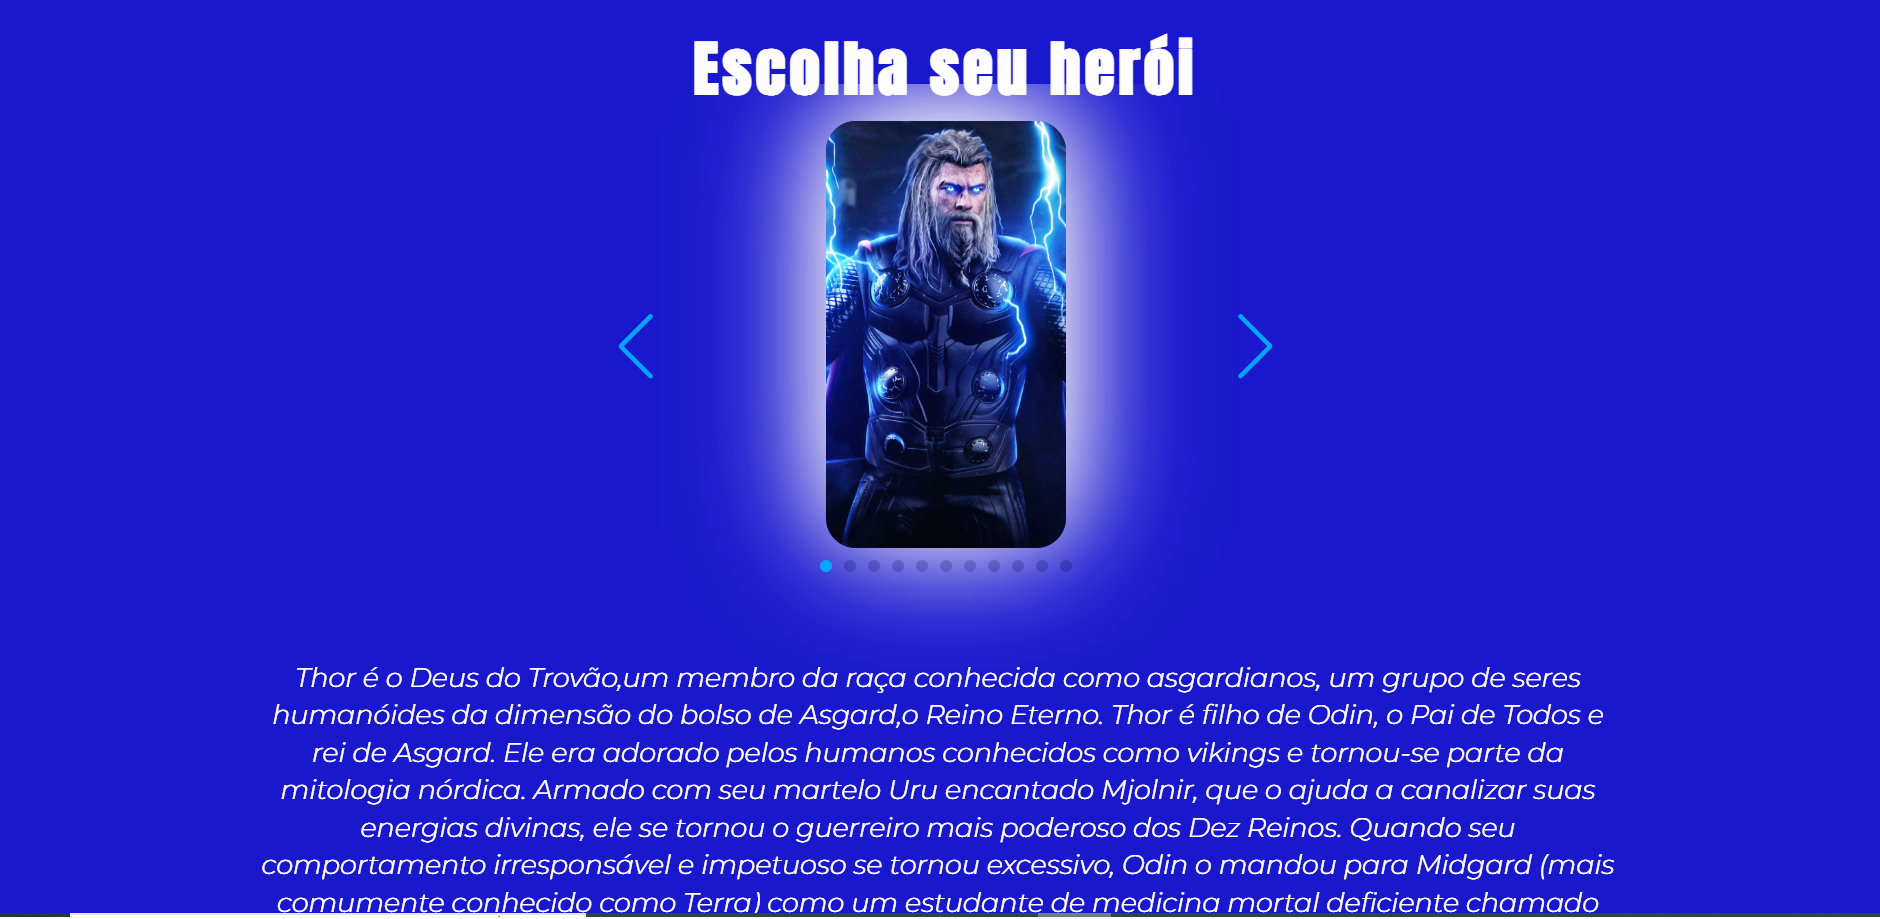 Escolha seu herói
Thor é o Deus do Trovão,um membro da raça conhecida como asgardianos, um grupo de seres
humanóides da dimensão do bolso de Asgard,o Reino Eterno. Thor é filho de Odin, o Pai de Todos e
rei de Asgard. Ele era adorado pelos humanos conhecidos como vikings e tornou-se parte da
mitologia nórdica. Armado com seu martelo Uru encantado Mjolnir, que o ajuda a canalizar suas
energias divinas, ele se tornou o guerreiro mais poderoso dos Dez Reinos. Quando seu
comportamento irresponsável e impetuoso se tornou excessivo, Odin o mandou para Midgard (mais
comumente conhecido como Terra) como um estudante de medicina mortal deficiente chamado